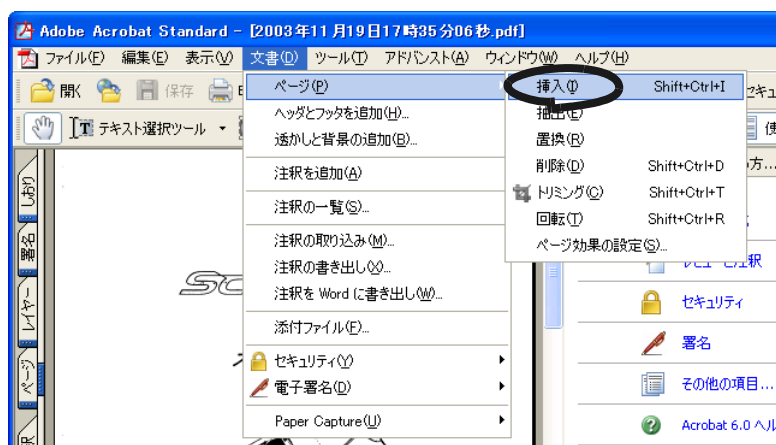 Adobe Acrobat Standard - [2003年11月19日17時35分06秒.pdf]
ファイル(F) 編集(E) 表示(V) 文書(D) ツール(T) アドバンスト(A) ウィンドウ(W) ヘルプ(H)
開く 保存
テキスト選択ツール
ページ(P)
ヘッダとフッタを追加(H)...
透かしと背景の追加(B)...
注釈を追加(A)
注釈の一覧(S)...
注釈の取り込み(M)...
注釈の書き出し(X)...
注釈を Word に書き出し(W)...
添付ファイル(F)...
セキュリティ(Y)
電子署名(D)
Paper Capture(U)
挿入(I) Shift+Ctrl+I
抽出(E)
置換(R)
削除(D) Shift+Ctrl+D
トリミング(C) Shift+Ctrl+T
回転(T) Shift+Ctrl+R
ページ効果の設定(S)...
しおり
署名
レイヤー
ページ
方...
セキュリティ
署名
その他の項目...
Acrobat 6.0 ヘル